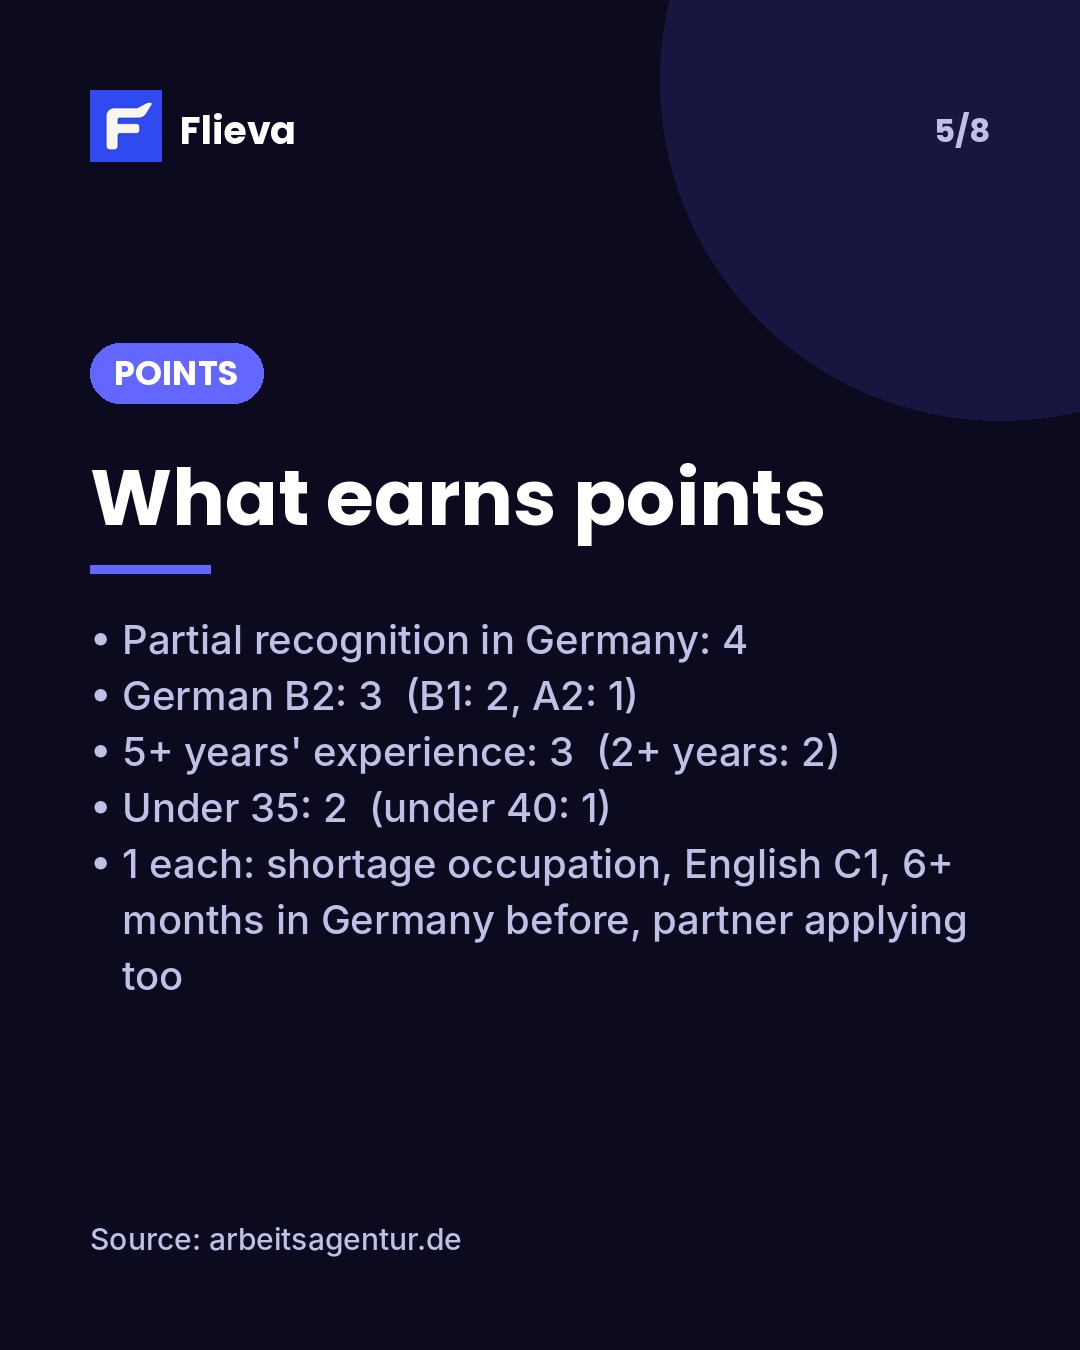 Flieva
5/8
POINTS
What earns points
• Partial recognition in Germany: 4
• German B2: 3  (B1: 2, A2: 1)
• 5+ years' experience: 3  (2+ years: 2)
• Under 35: 2  (under 40: 1)
• 1 each: shortage occupation, English C1, 6+
months in Germany before, partner applying
too
Source: arbeitsagentur.de